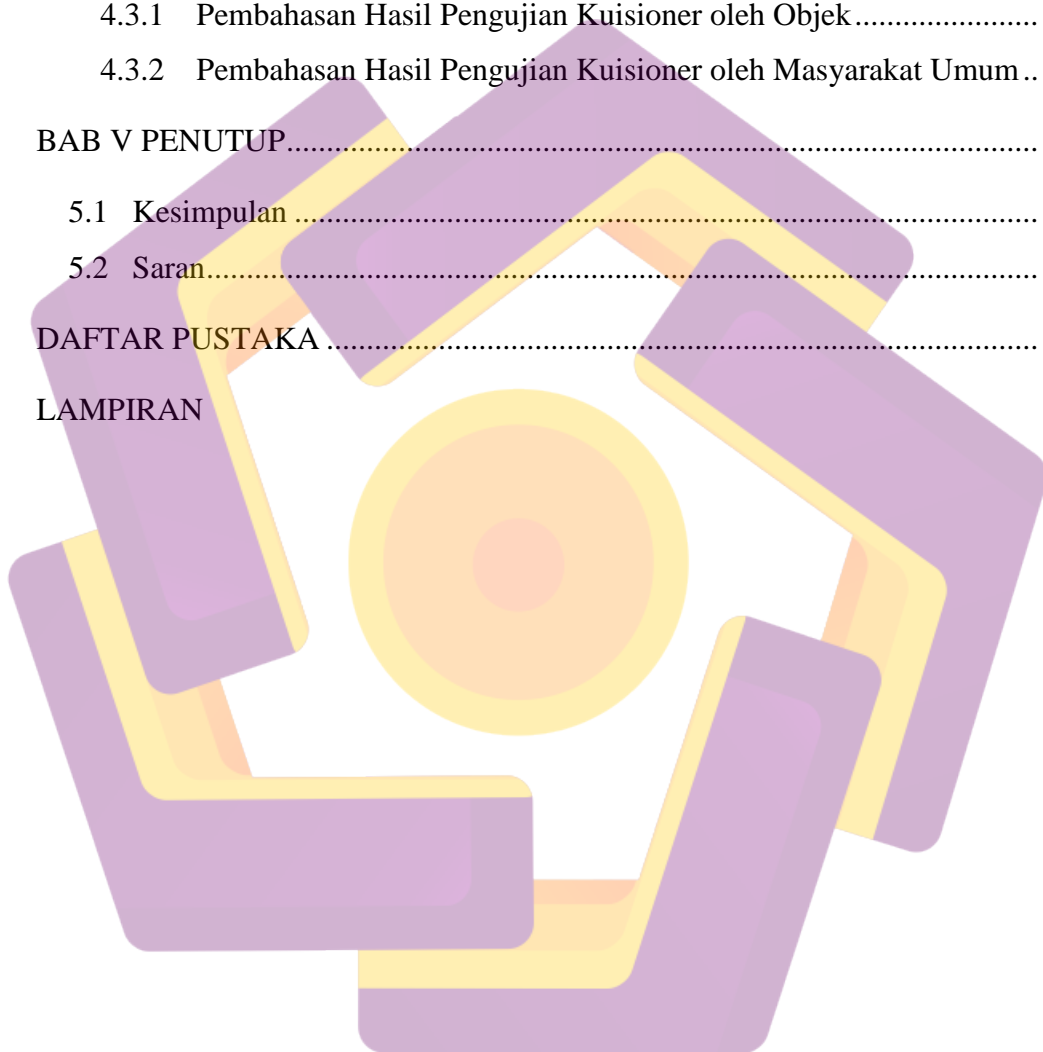 4.3.1 Pembahasan Hasil Pengujian Kuisioner oleh Objek......................
4.3.2 Pembahasan Hasil Pengujian Kuisioner oleh Masyarakat Umum..
BAB V PENUTUP............................................................................................
5.1 Kesimpulan ...........................................................................................
5.2 Saran......................................................................................................
DAFTAR PUSTAKA .......................................................................................
LAMPIRAN